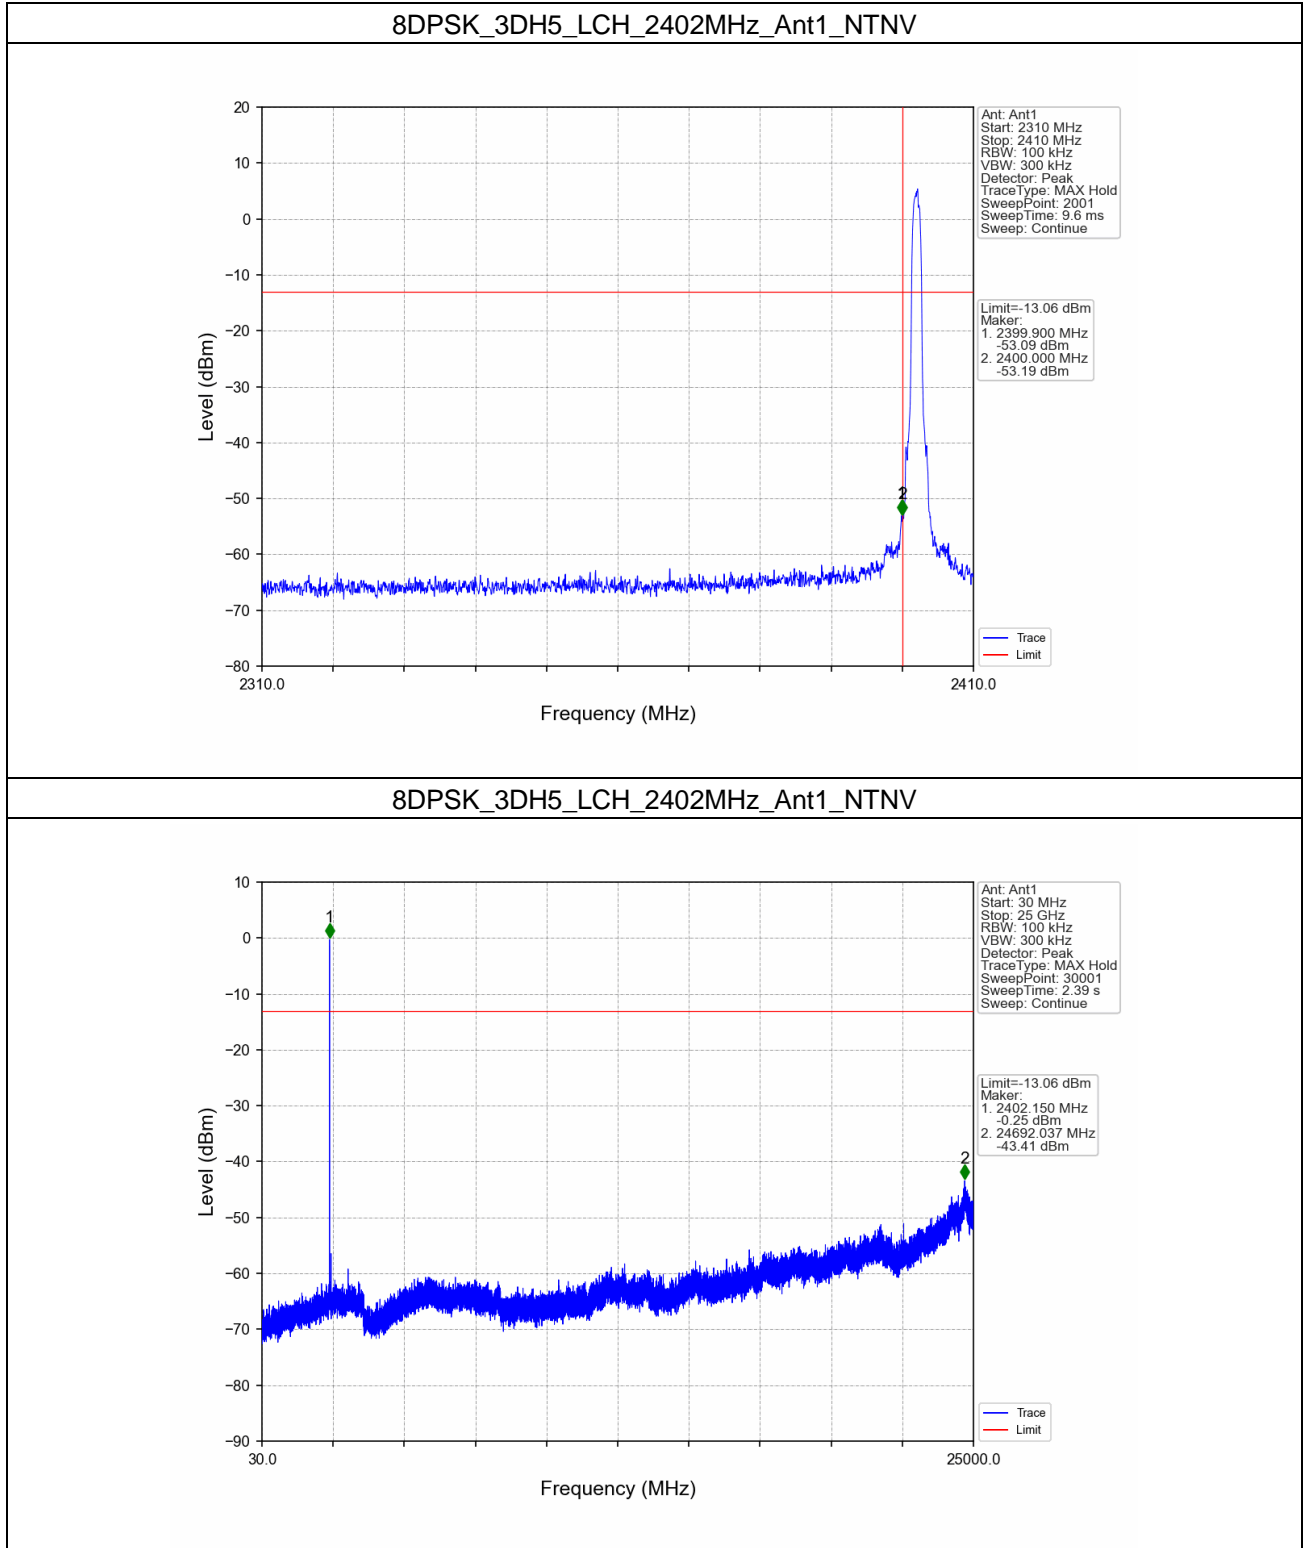 8DPSK_3DH5_LCH_2402MHz_Ant1_NTNV
20
10
0
−10
−20
−30
−40
−50
−60
−70
−80
Level (dBm)
2310.0
2410.0
Frequency (MHz)
2
Ant: Ant1
Start: 2310 MHz
Stop: 2410 MHz
RBW: 100 kHz
VBW: 300 kHz
Detector: Peak
TraceType: MAX Hold
SweepPoint: 2001
SweepTime: 9.6 ms
Sweep: Continue
Limit=-13.06 dBm
Maker:
1. 2399.900 MHz
-53.09 dBm
2. 2400.000 MHz
-53.19 dBm
Trace
Limit
8DPSK_3DH5_LCH_2402MHz_Ant1_NTNV
10
0
−10
−20
−30
−40
−50
−60
−70
−80
−90
Level (dBm)
30.0
25000.0
Frequency (MHz)
1
2
Ant: Ant1
Start: 30 MHz
Stop: 25 GHz
RBW: 100 kHz
VBW: 300 kHz
Detector: Peak
TraceType: MAX Hold
SweepPoint: 30001
SweepTime: 2.39 s
Sweep: Continue
Limit=-13.06 dBm
Maker:
1. 2402.150 MHz
-0.25 dBm
2. 24692.037 MHz
-43.41 dBm
Trace
Limit